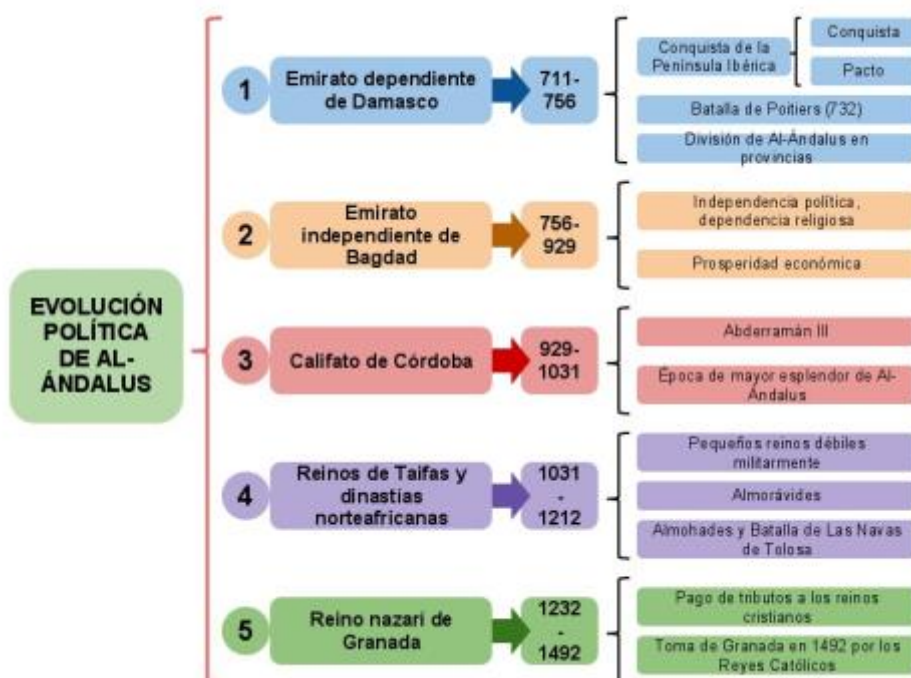 EVOLUCIÓN
POLÍTICA
DE AL-
ÁNDALUS
1
Emirato dependiente
de Damasco
711-
756
Conquista de la
Península Ibérica
Conquista
Pacto
Batalla de Poitiers (732)
División de Al-Ándalus en
provincias
2
Emirato
independiente de
Bagdad
756-
929
Independencia política,
dependencia religiosa
Prosperidad económica
3
Califato de Córdoba
929-
1031
Abderramán III
Época de mayor esplendor de Al-
Ándalus
4
Reinos de Taifas y
dinastías
norteafricanas
1031
-
1212
Pequeños reinos débiles
militarmente
Almorávides
Almohades y Batalla de Las Navas
de Tolosa
5
Reino nazarí de
Granada
1232
-
1492
Pago de tributos a los reinos
cristianos
Toma de Granada en 1492 por los
Reyes Católicos